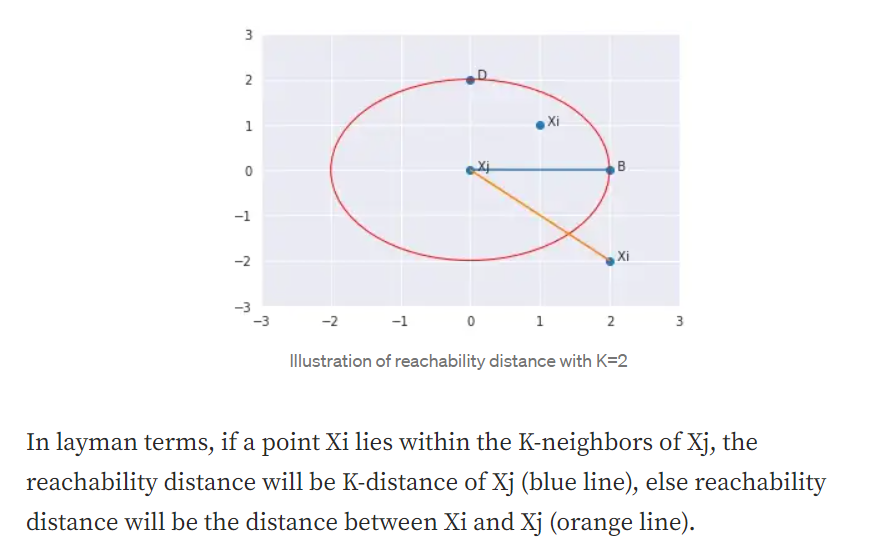 3
2
1
0
−1
−2
−3
D
Xi
Xj
B
Xi
−3 −2 −1 0 1 2 3
Illustration of reachability distance with K=2
In layman terms, if a point Xi lies within the K-neighbors of Xj, the
reachability distance will be K-distance of Xj (blue line), else reachability
distance will be the distance between Xi and Xj (orange line).